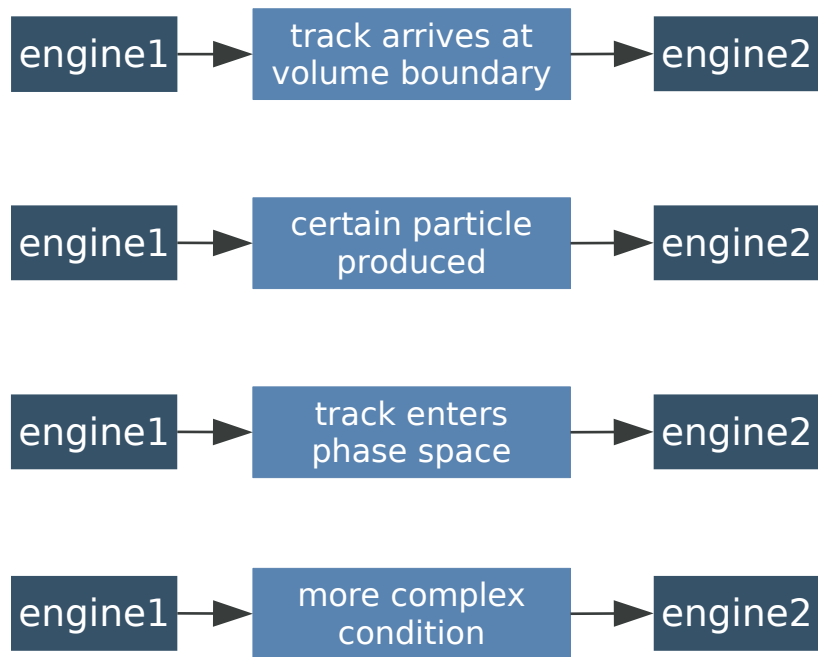 engine1
track arrives at
volume boundary
engine2
engine1
certain particle
produced
engine2
engine1
track enters
phase space
engine2
engine1
more complex
condition
engine2